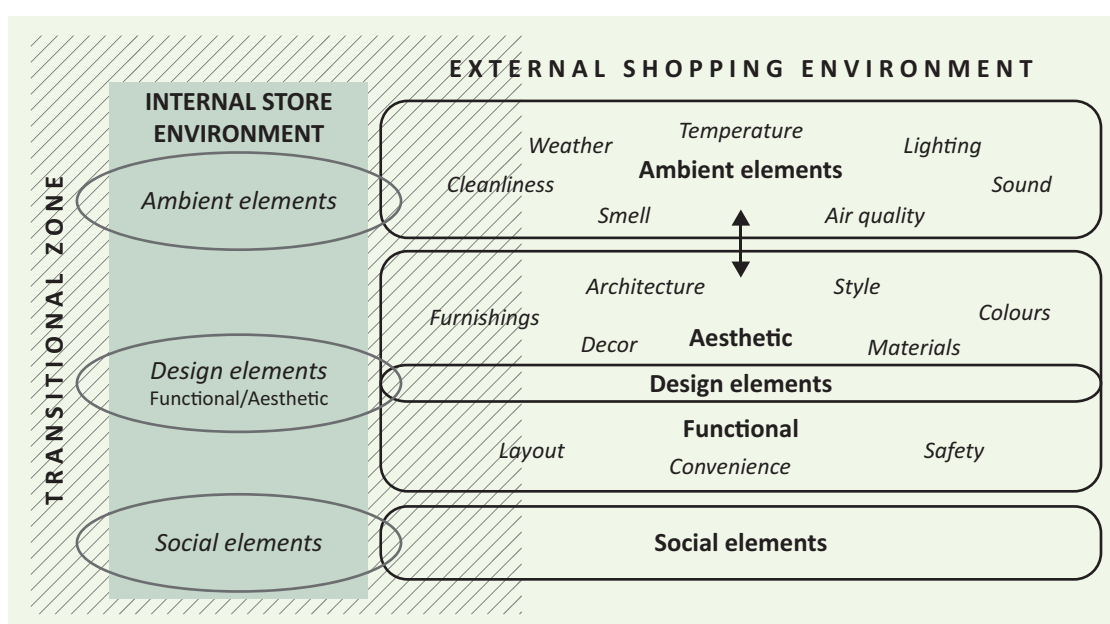 EXTERNAL SHOPPING ENVIRONMENT
TRANSITIONAL ZONE
INTERNAL STORE
ENVIRONMENT
Ambient elements
Design elements
Functional/Aesthetic
Social elements
Temperature
Weather
Lighting
Ambient elements
Cleanliness
Sound
Smell
Air quality
Architecture
Style
Furnishings
Colours
Decor
Aesthetic
Materials
Design elements
Functional
Layout
Convenience
Safety
Social elements